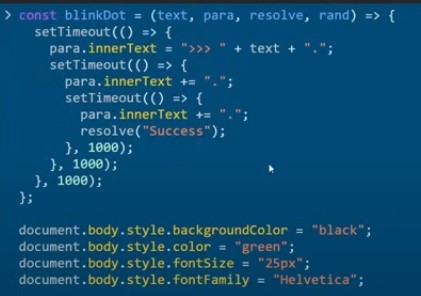 > const blinkDot = (text, para, resolve, rand) => {
setTimeout(() => {
para.innerText = ">>> " + text + ".";
setTimeout(() => {
para.innerText += ".";
setTimeout(() => {
para.innerText += ".";
resolve("Success");
}, 1000);
}, 1000);
}, 1000);
};
document.body.style.backgroundColor = "black";
document.body.style.color = "green";
document.body.style.fontSize = "25px";
document.body.style.fontFamily = "Helvetica";